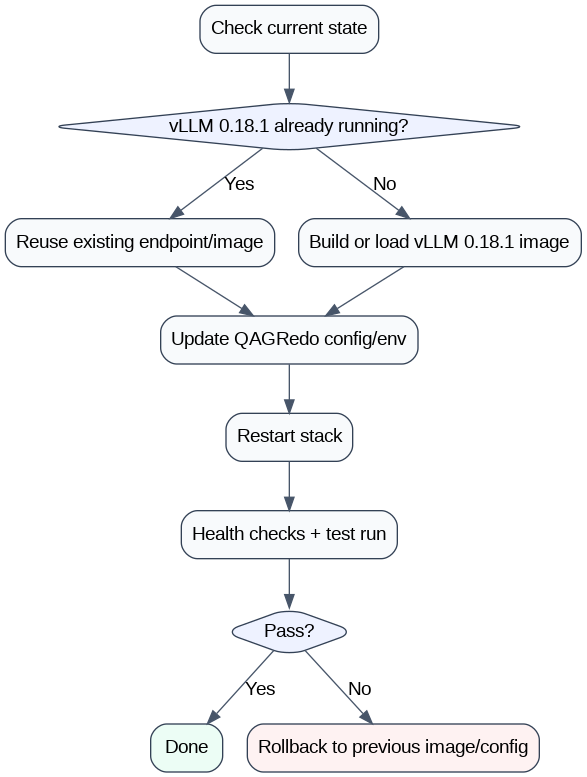 Check current state
vLLM 0.18.1 already running?
Yes
No
Reuse existing endpoint/image
Build or load vLLM 0.18.1 image
Update QAGRedo config/env
Restart stack
Health checks + test run
Pass?
Yes
No
Done
Rollback to previous image/config